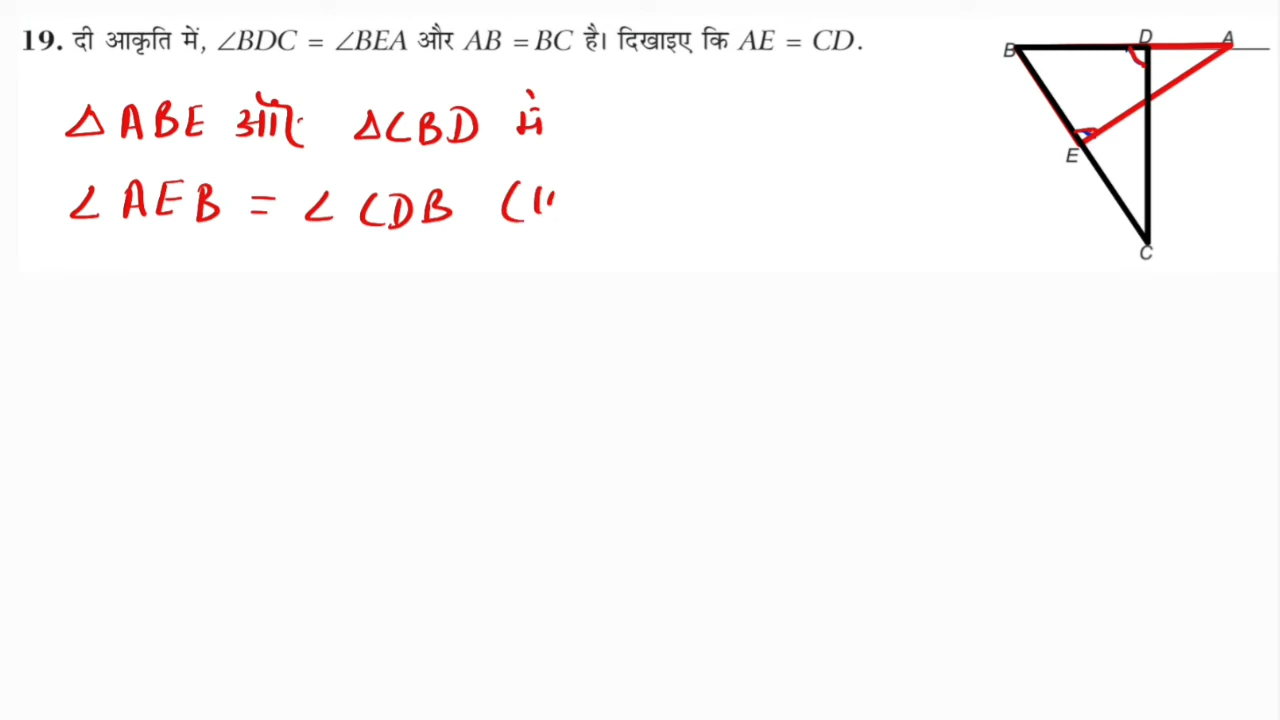 19. दी आकृति में, ∠BDC = ∠BEA और AB = BC है। दिखाइए कि AE = CD.
B D A
E
C
△ ABE और △CBD में
∠ AEB = ∠ CDB (